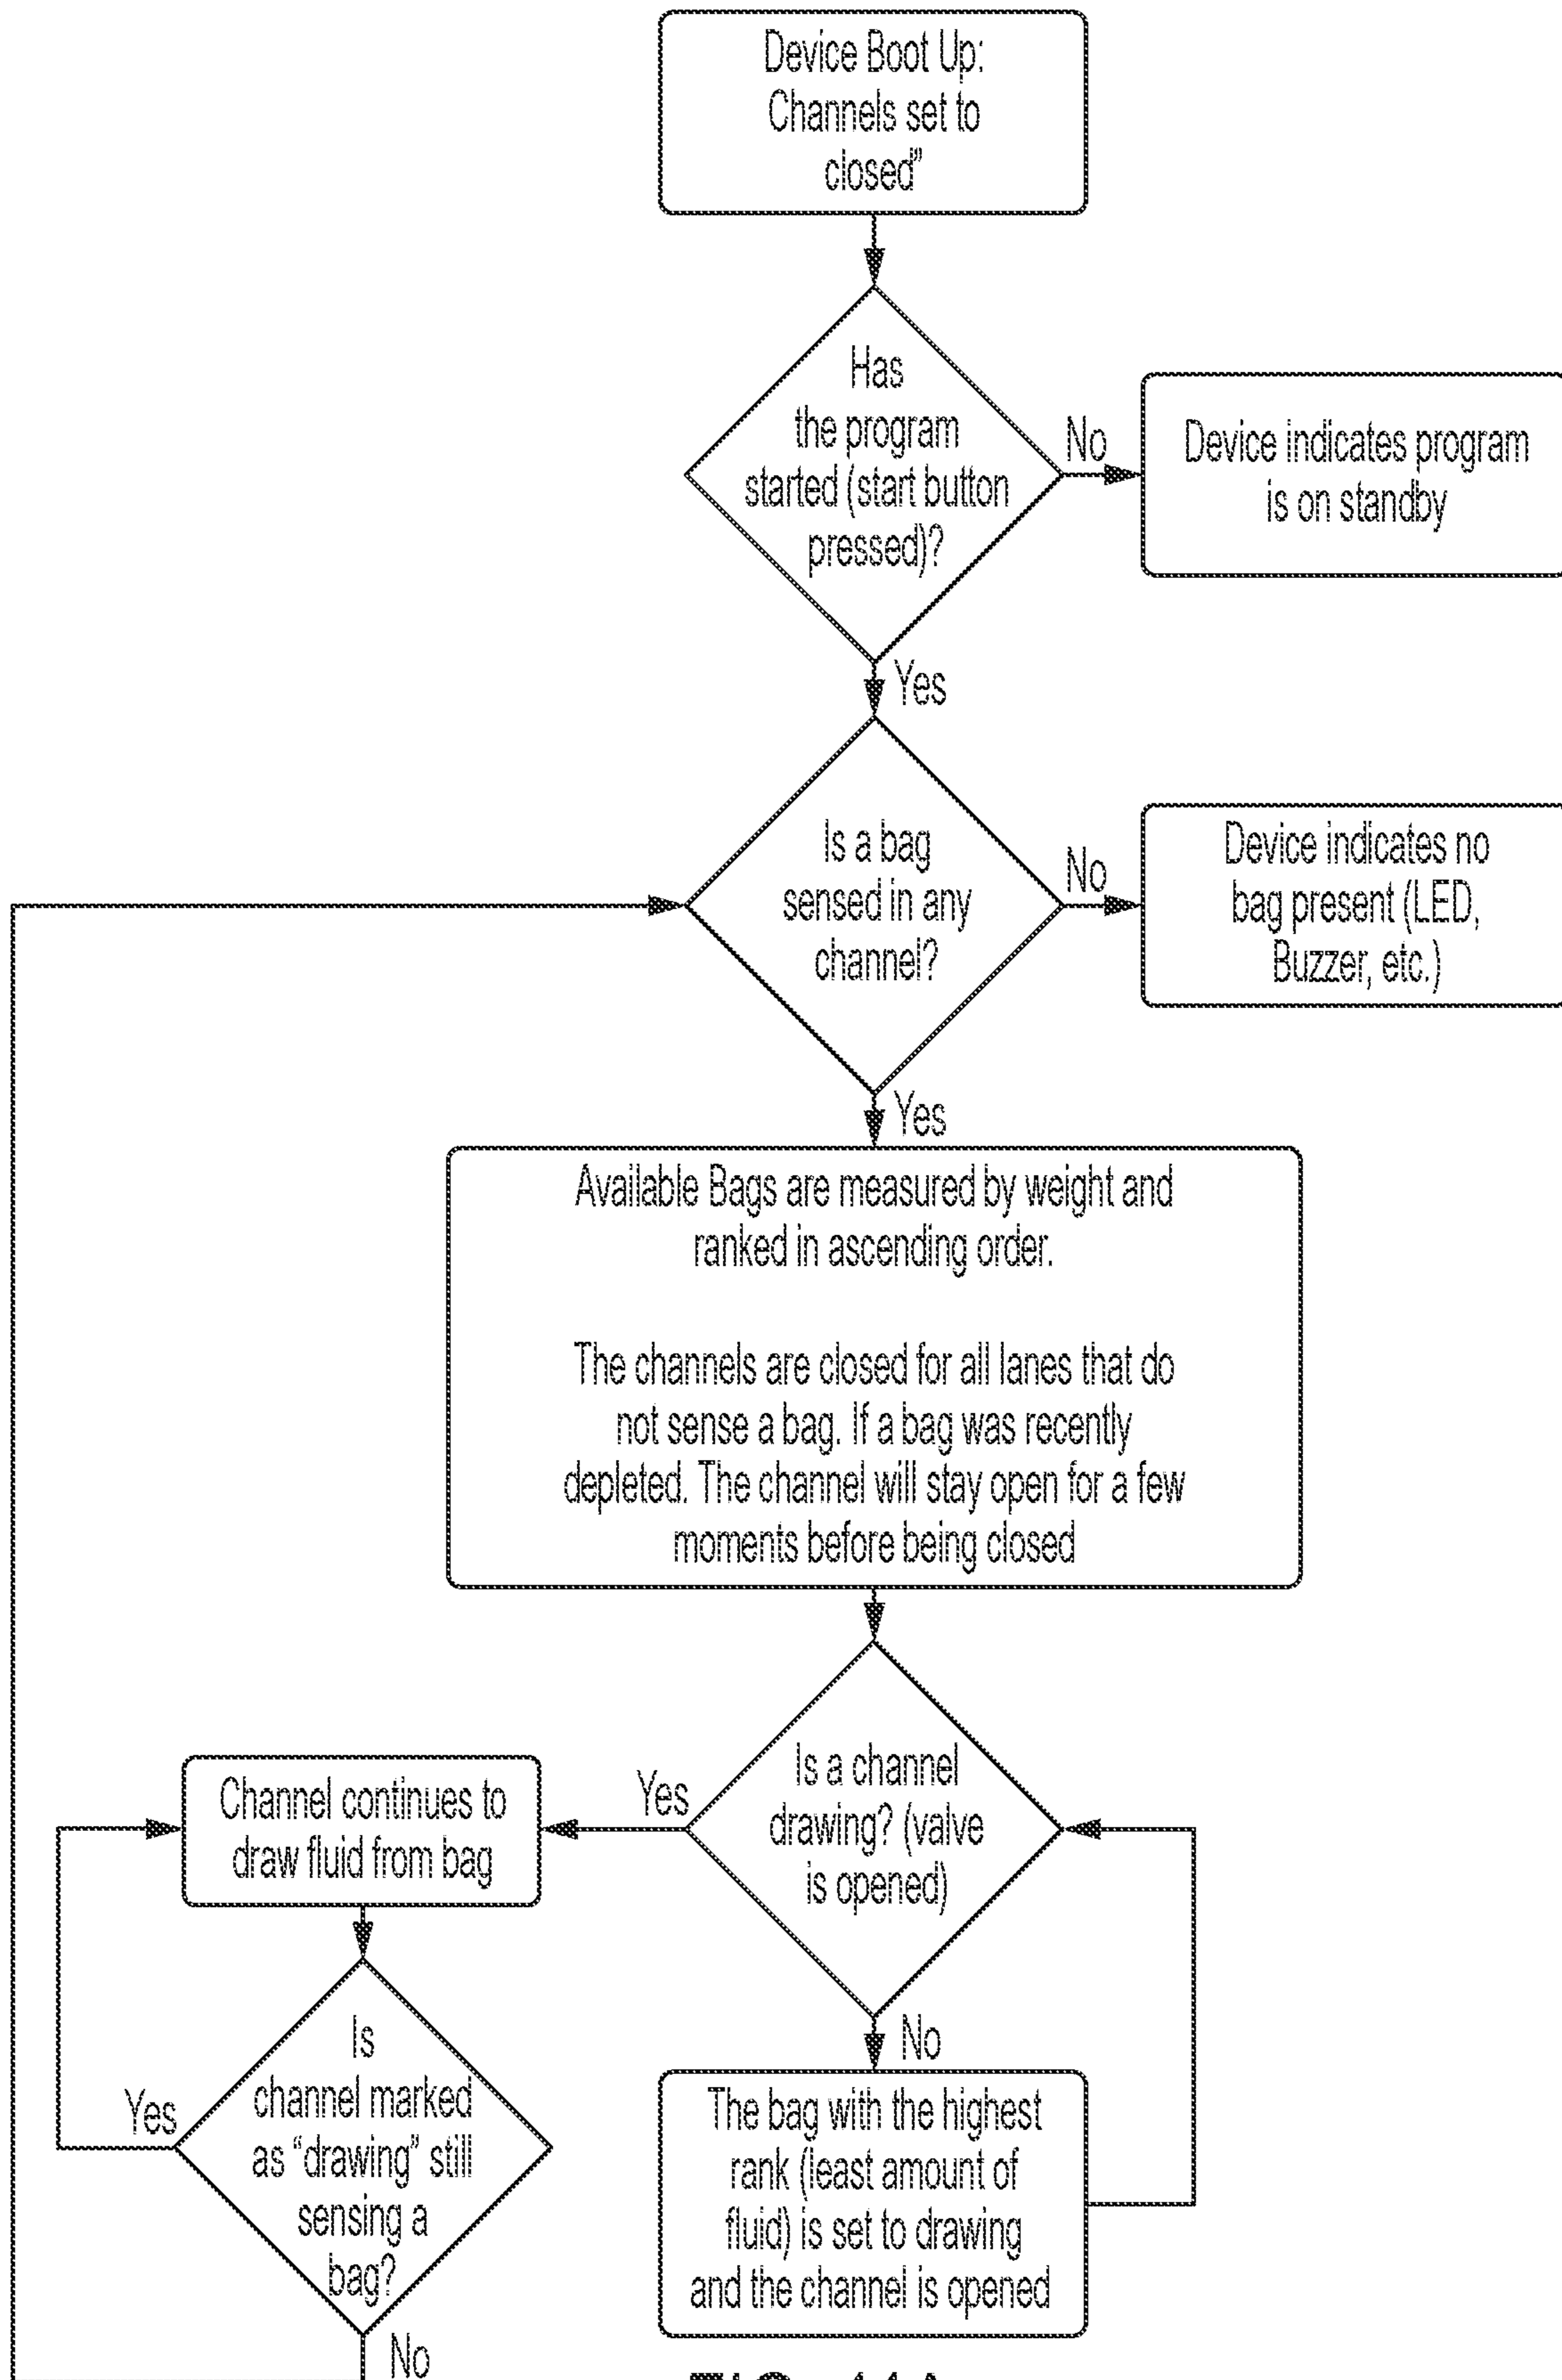 Device Boot Up:
Channels set to
closed”
Has
the program
started (start button
pressed)?
No
Device indicates program
is on standby
Yes
Is a bag
sensed in any
channel?
No
Device indicates no
bag present (LED,
Buzzer, etc.)
Yes
Available Bags are measured by weight and
ranked in ascending order.
The channels are closed for all lanes that do
not sense a bag. If a bag was recently
depleted. The channel will stay open for a few
moments before being closed
Is a channel
drawing? (valve
is opened)
Yes
Channel continues to
draw fluid from bag
Is
channel marked
as “drawing” still
sensing a
bag?
Yes
No
No
The bag with the highest
rank (least amount of
fluid) is set to drawing
and the channel is opened